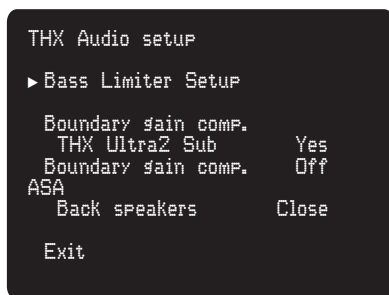 THX Audio setup
▶ Bass Limiter Setup
Boundary gain comp.
THX Ultra2 Sub Yes
Boundary gain comp. Off
ASA
Back speakers Close
Exit